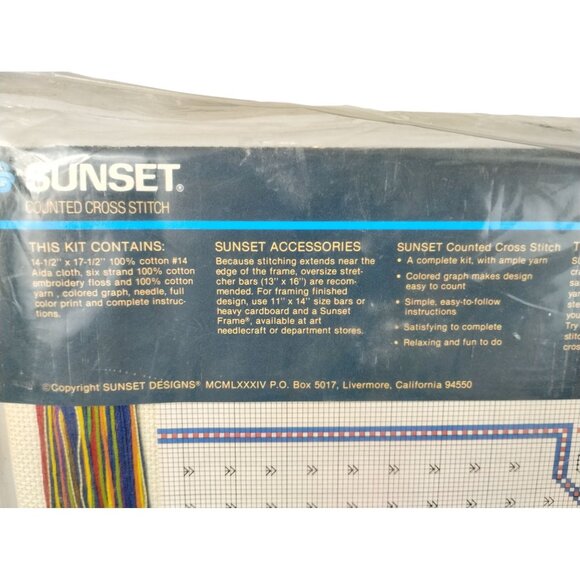 SUNSET®
COUNTED CROSS STITCH
THIS KIT CONTAINS:
14-1/2" x 17-1/2" 100% cotton #14
Aida cloth, six strand 100% cotton
embroidery floss and 100% cotton
yarn, colored graph, needle, full
color print and complete instruc-
tions.
SUNSET ACCESSORIES
Because stitching extends near the
edge of the frame, oversize stret-
cher bars (13" x 16") are recom-
mended. For framing finished
design, use 11" x 14" size bars or
heavy cardboard and a Sunset
Frame®, available at art
needlecraft or department stores.
SUNSET Counted Cross Stitch
• A complete kit, with ample yarn
• Colored graph makes design
easy to count
• Simple, easy-to-follow
instructions
• Satisfying to complete
• Relaxing and fun to do
Try
stitc
cross
©Copyright SUNSET DESIGNS® MCMLXXXIV P.O. Box 5017, Livermore, California 94550